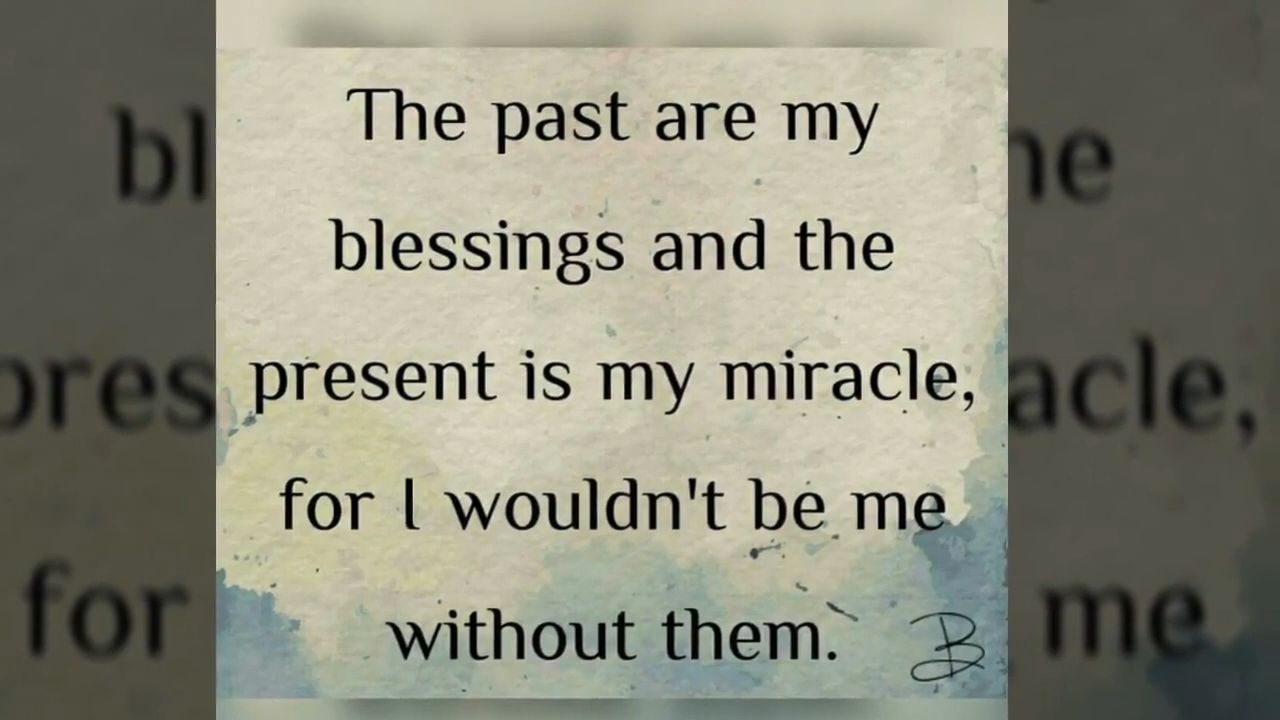 The past are my
blessings and the
present is my miracle,
for I wouldn't be me
without them.
B